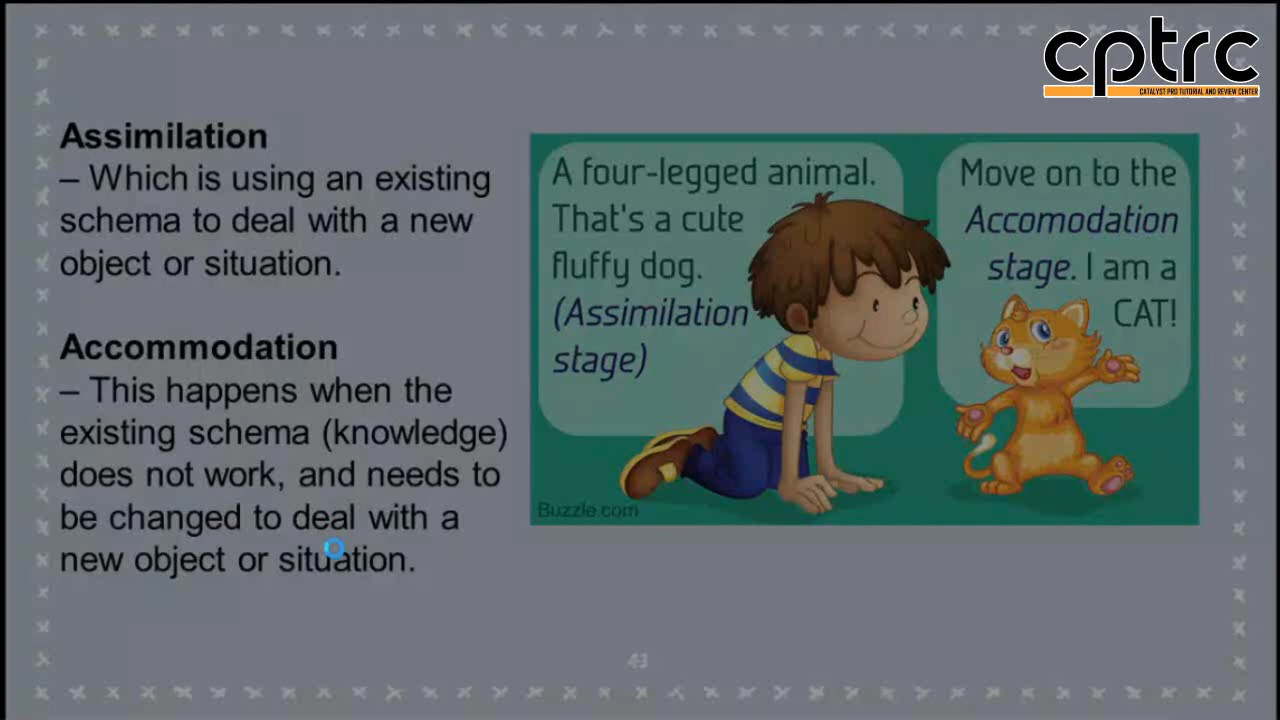 cptrc
CATALYST PRO TUTORIAL AND REVIEW CENTER
Assimilation
– Which is using an existing
schema to deal with a new
object or situation.
Accommodation
– This happens when the
existing schema (knowledge)
does not work, and needs to
be changed to deal with a
new object or situation.
A four-legged animal.
That's a cute
fluffy dog.
(Assimilation
stage)
Move on to the
Accomodation
stage. I am a
CAT!
Buzzle.com
43